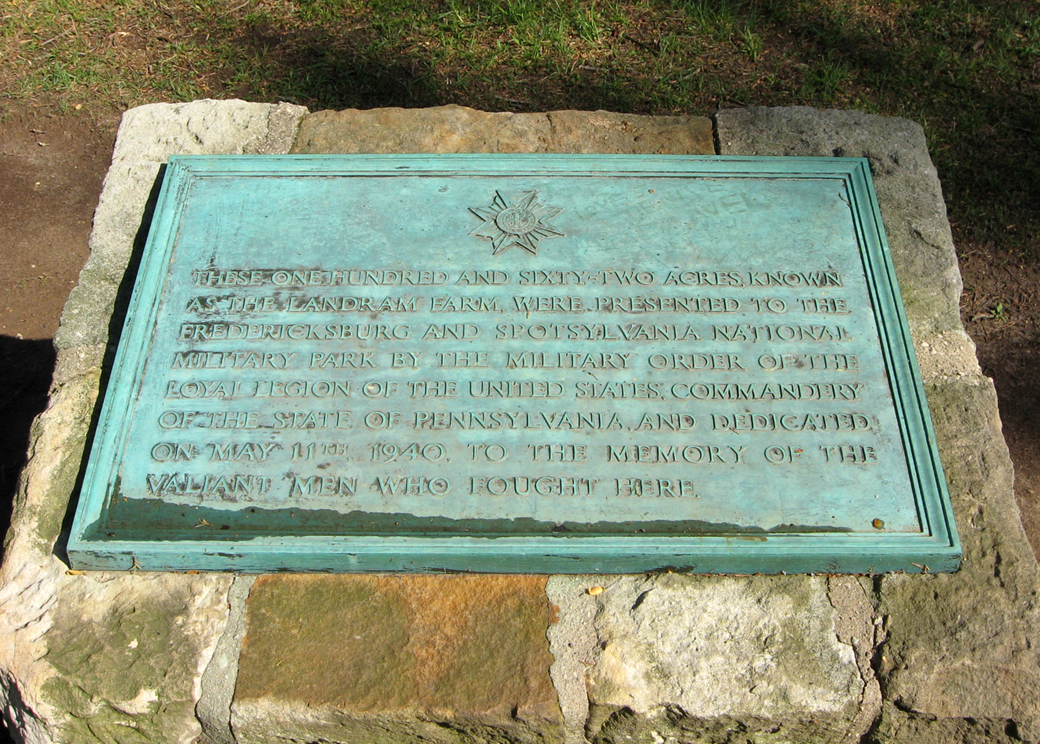 THESE ONE HUNDRED AND SIXTY-TWO ACRES, KNOWN
AS THE LANDRAM FARM, WERE PRESENTED TO THE
FREDERICKSBURG AND SPOTSYLVANIA NATIONAL
MILITARY PARK BY THE MILITARY ORDER OF THE
LOYAL LEGION OF THE UNITED STATES, COMMANDERY
OF THE STATE OF PENNSYLVANIA, AND DEDICATED,
ON MAY 11TH, 1940, TO THE MEMORY OF THE
VALIANT MEN WHO FOUGHT HERE.